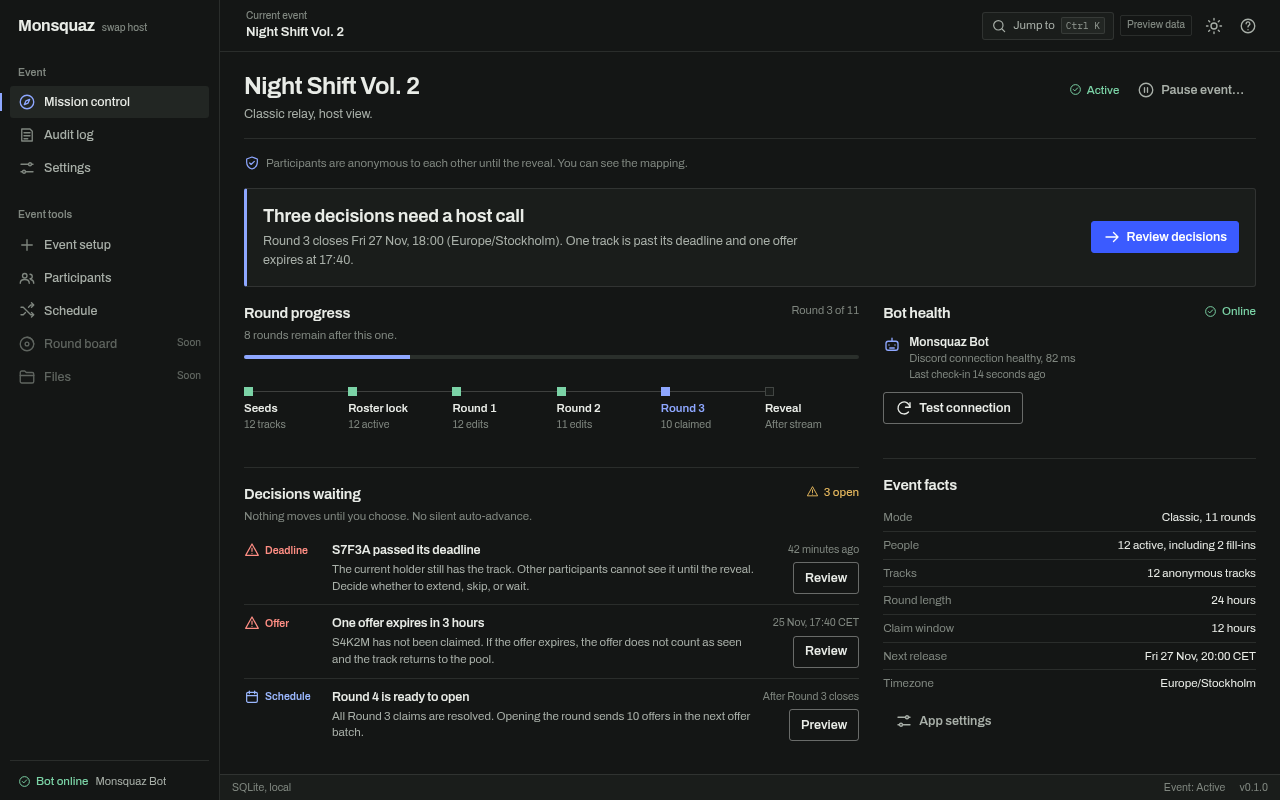 Monsquaz swap host
Event
Mission control
Audit log
Settings
Event tools
Event setup
Participants
Schedule
Round board Soon
Files Soon
Bot online Monsquaz Bot
Current event
Night Shift Vol. 2
Jump to Ctrl K
Preview data
Night Shift Vol. 2
Classic relay, host view.
Active
Pause event...
Participants are anonymous to each other until the reveal. You can see the mapping.
Three decisions need a host call
Round 3 closes Fri 27 Nov, 18:00 (Europe/Stockholm). One track is past its deadline and one offer
expires at 17:40.
Review decisions
Round progress
Round 3 of 11
8 rounds remain after this one.
Seeds
12 tracks
Roster lock
12 active
Round 1
12 edits
Round 2
11 edits
Round 3
10 claimed
Reveal
After stream
Decisions waiting
3 open
Nothing moves until you choose. No silent auto-advance.
Deadline
S7F3A passed its deadline
42 minutes ago
The current holder still has the track. Other participants cannot see it until the reveal.
Decide whether to extend, skip, or wait.
Review
Offer
One offer expires in 3 hours
25 Nov, 17:40 CET
S4K2M has not been claimed. If the offer expires, the offer does not count as seen
and the track returns to the pool.
Review
Schedule
Round 4 is ready to open
After Round 3 closes
All Round 3 claims are resolved. Opening the round sends 10 offers in the next offer
batch.
Preview
Bot health
Online
Monsquaz Bot
Discord connection healthy, 82 ms
Last check-in 14 seconds ago
Test connection
Event facts
Mode Classic, 11 rounds
People 12 active, including 2 fill-ins
Tracks 12 anonymous tracks
Round length 24 hours
Claim window 12 hours
Next release Fri 27 Nov, 20:00 CET
Timezone Europe/Stockholm
App settings
SQLite, local
Event: Active v0.1.0